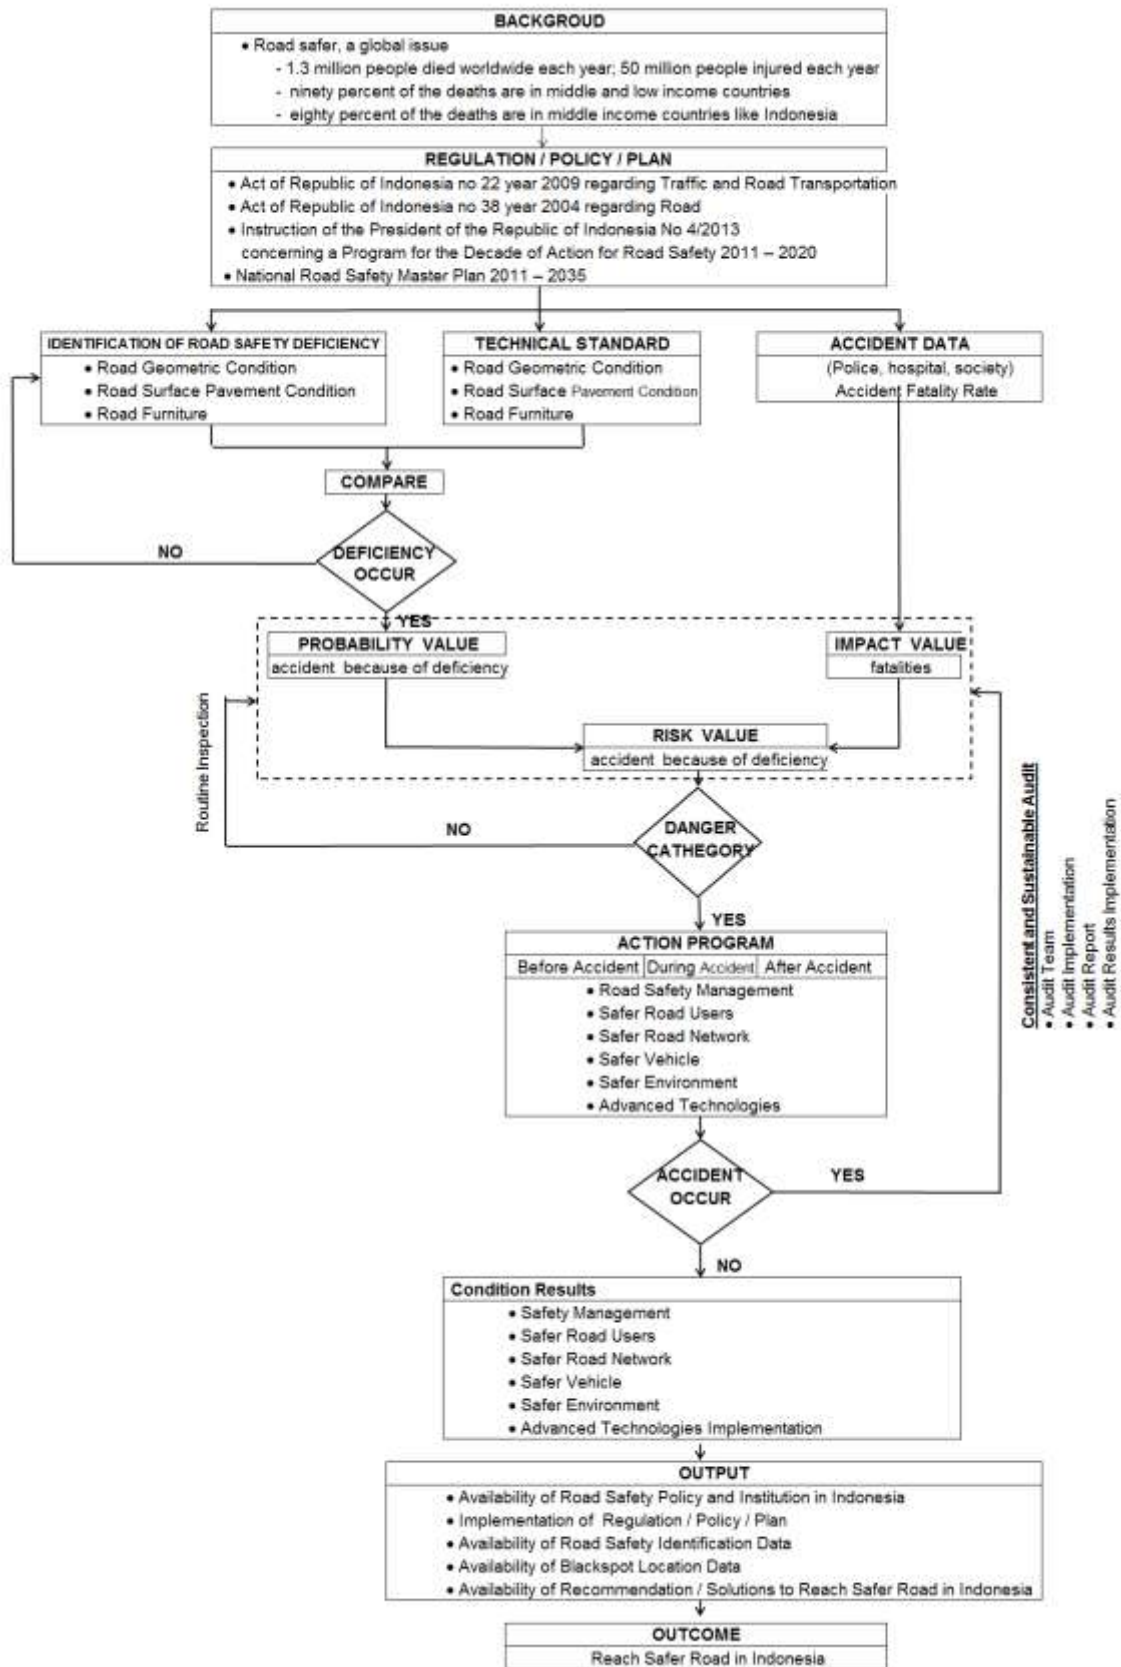 BACKGROUD
• Road safer, a global issue
- 1.3 million people died worldwide each year; 50 million people injured each year
- ninety percent of the deaths are in middle and low income countries
- eighty percent of the deaths are in middle income countries like Indonesia
REGULATION / POLICY / PLAN
• Act of Republic of Indonesia no 22 year 2009 regarding Traffic and Road Transportation
• Act of Republic of Indonesia no 38 year 2004 regarding Road
• Instruction of the President of the Republic of Indonesia No 4/2013
concerning a Program for the Decade of Action for Road Safety 2011 – 2020
• National Road Safety Master Plan 2011 – 2035
IDENTIFICATION OF ROAD SAFETY DEFICIENCY
• Road Geometric Condition
• Road Surface Pavement Condition
• Road Furniture
TECHNICAL STANDARD
• Road Geometric Condition
• Road Surface Pavement Condition
• Road Furniture
ACCIDENT DATA
(Police, hospital, society)
Accident Fatality Rate
COMPARE
DEFICIENCY
OCCUR
NO
YES
PROBABILITY VALUE
accident because of deficiency
IMPACT VALUE
fatalities
RISK VALUE
accident because of deficiency
Routine Inspection
DANGER
CATHEGORY
NO
YES
ACTION PROGRAM
Before Accident During Accident After Accident
• Road Safety Management
• Safer Road Users
• Safer Road Network
• Safer Vehicle
• Safer Environment
• Advanced Technologies
Consistent and Sustainable Audit
• Audit Team
• Audit Implementation
• Audit Report
• Audit Results Implementation
ACCIDENT
OCCUR
YES
NO
Condition Results
• Safety Management
• Safer Road Users
• Safer Road Network
• Safer Vehicle
• Safer Environment
• Advanced Technologies Implementation
OUTPUT
• Availability of Road Safety Policy and Institution in Indonesia
• Implementation of Regulation / Policy / Plan
• Availability of Road Safety Identification Data
• Availability of Blackspot Location Data
• Availability of Recommendation / Solutions to Reach Safer Road in Indonesia
OUTCOME
Reach Safer Road in Indonesia